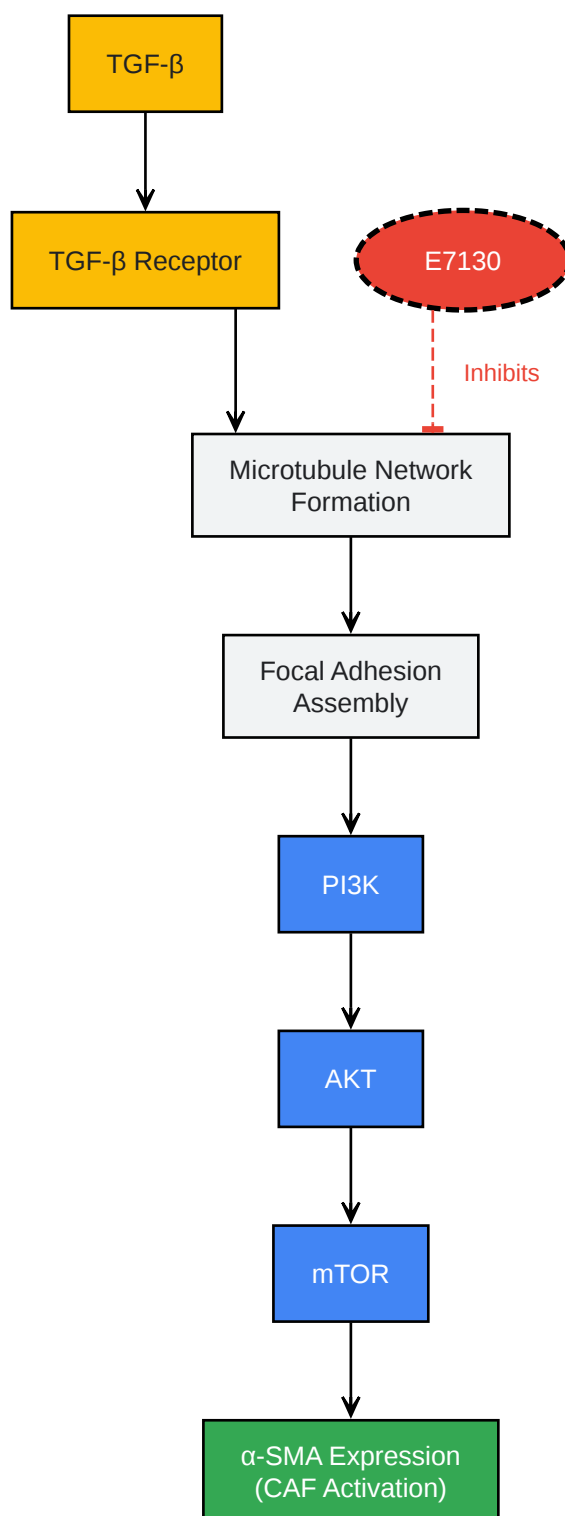 TGF-β
TGF-β Receptor
E7130
Inhibits
Microtubule Network
Formation
Focal Adhesion
Assembly
PI3K
AKT
mTOR
α-SMA Expression
(CAF Activation)